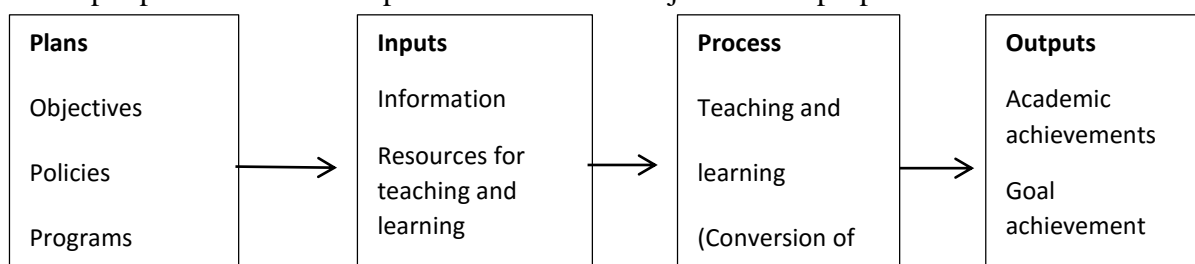 Plans
Objectives
Policies
Programs
Inputs
Information
Resources for
teaching and
learning
Process
Teaching and
learning
(Conversion of
Outputs
Academic
achievements
Goal
achievement